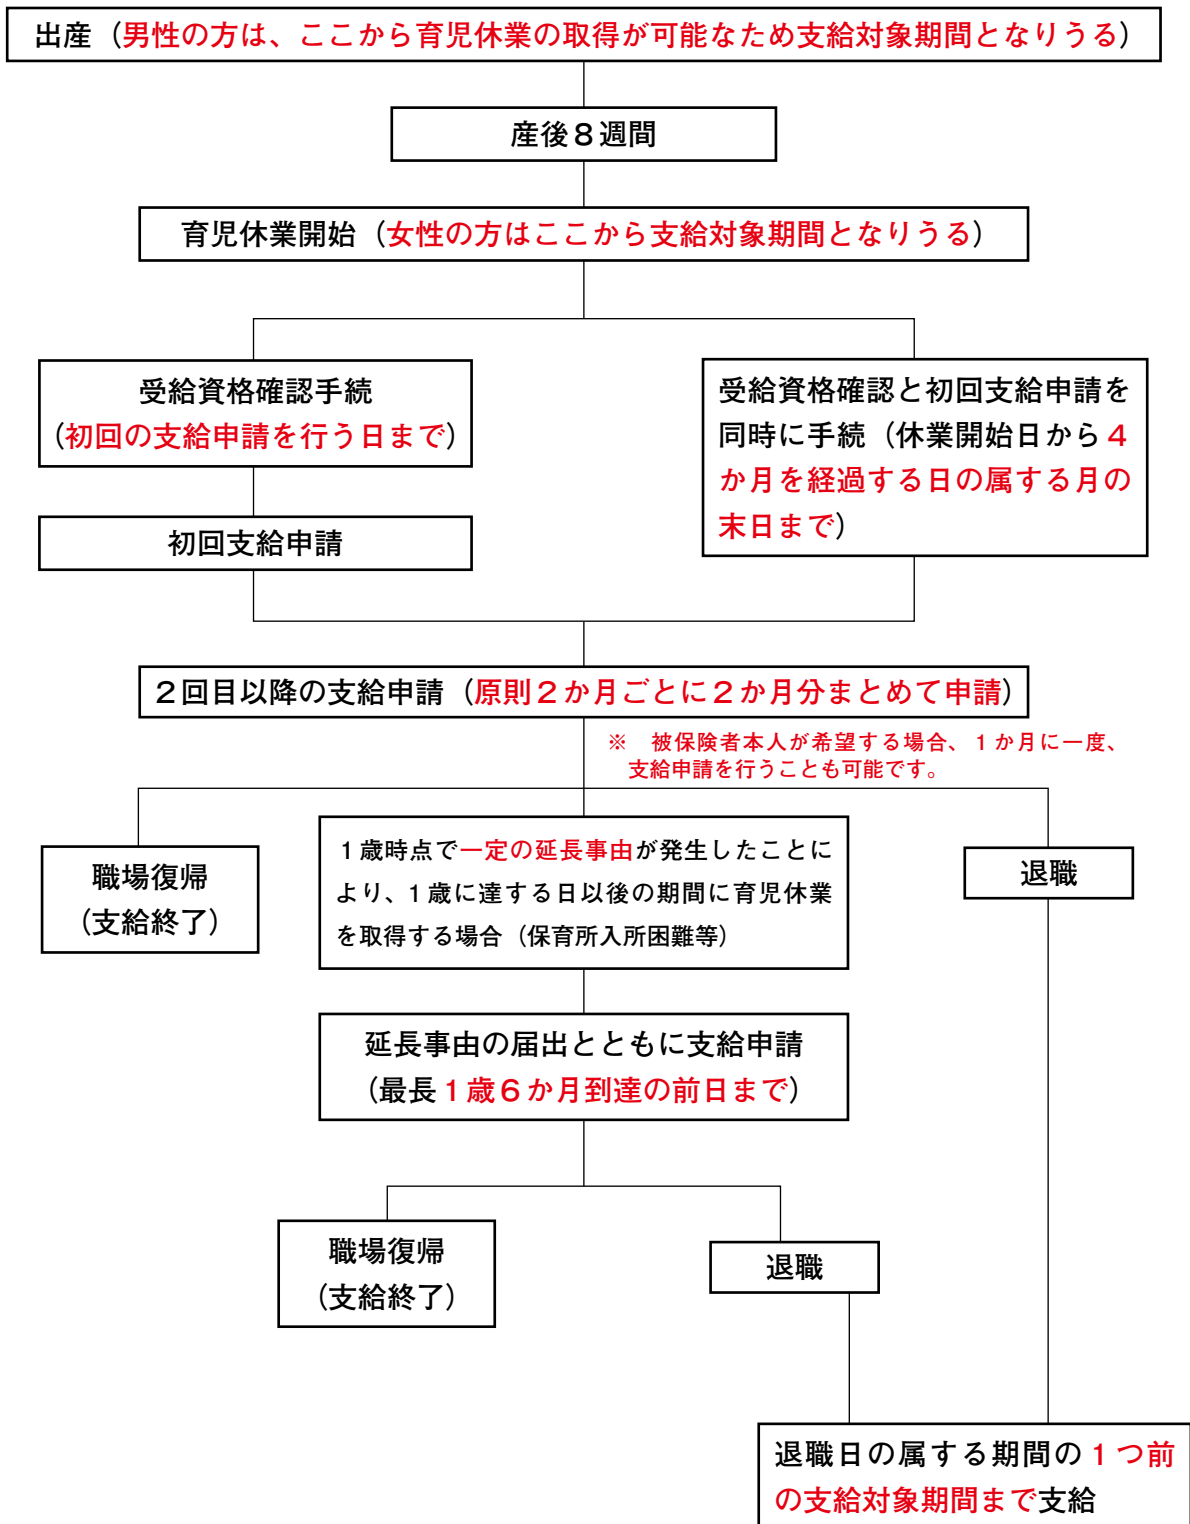 出産（男性の方は、ここから育児休業の取得が可能なため支給対象期間となりうる）
産後８週間
育児休業開始（女性の方はここから支給対象期間となりうる）
受給資格確認手続
（初回の支給申請を行う日まで）
初回支給申請
受給資格確認と初回支給申請を
同時に手続（休業開始日から４
か月を経過する日の属する月の
末日まで）
２回目以降の支給申請（原則２か月ごとに２か月分まとめて申請）
※　被保険者本人が希望する場合、１か月に一度、
支給申請を行うことも可能です。
職場復帰
（支給終了）
１歳時点で一定の延長事由が発生したことに
より、１歳に達する日以後の期間に育児休業
を取得する場合（保育所入所困難等）
退職
延長事由の届出とともに支給申請
（最長１歳６か月到達の前日まで）
職場復帰
（支給終了）
退職
退職日の属する期間の１つ前
の支給対象期間まで支給